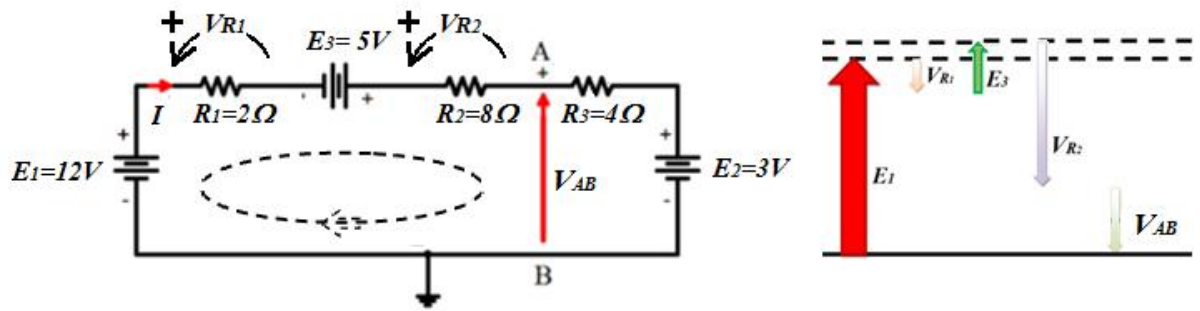 + VR1
+ VR2
E3= 5V
A
+
- +
I
R1=2Ω
R2=8Ω
R3=4Ω
+
E1=12V
-
VAB
+
E2=3V
-
B
VR1
E3
VR2
E1
VAB